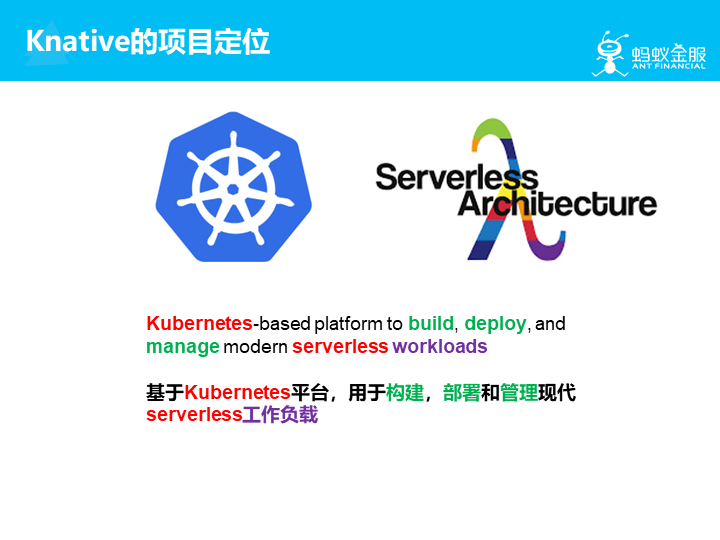 Knative的项目定位
蚂蚁金服
ANT FINANCIAL
Serverless
Architecture
Kubernetes-based platform to build, deploy, and
manage modern serverless workloads
基于Kubernetes平台，用于构建，部署和管理现代
serverless工作负载